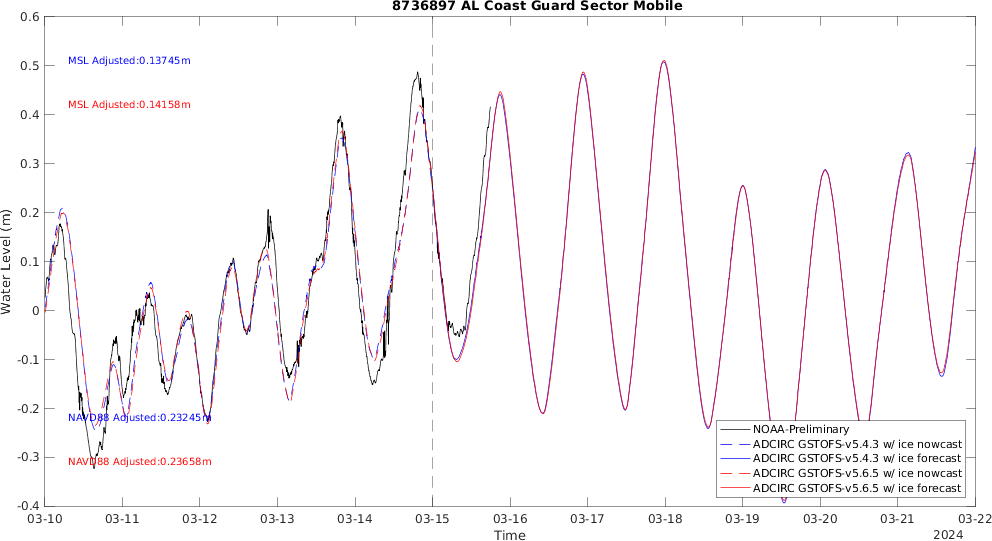 8736897 AL Coast Guard Sector Mobile
0.6
0.5
0.4
0.3
0.2
0.1
0
-0.1
-0.2
-0.3
-0.4
Water Level (m)
MSL Adjusted:0.13745m
MSL Adjusted:0.14158m
NAVD88 Adjusted:0.23245m
NAVD88 Adjusted:0.23658m
NOAA-Preliminary
ADCIRC GSTOFS-v5.4.3 w/ ice nowcast
ADCIRC GSTOFS-v5.4.3 w/ ice forecast
ADCIRC GSTOFS-v5.6.5 w/ ice nowcast
ADCIRC GSTOFS-v5.6.5 w/ ice forecast
03-10 03-11 03-12 03-13 03-14 03-15 03-16 03-17 03-18 03-19 03-20 03-21 03-22
Time
2024